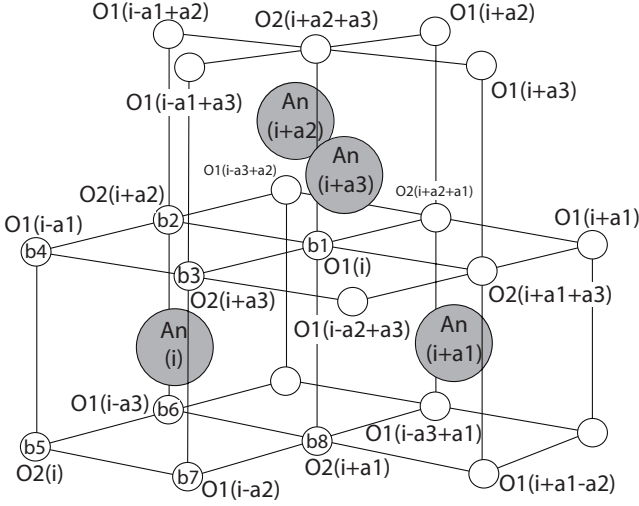 O1(i-a1+a2)
O2(i+a2+a3)
O1(i+a2)
O1(i-a1+a3)
An
(i+a2)
O1(i+a3)
An
(i+a3)
O1(i-a3+a2)
O2(i+a2+a1)
O2(i+a2)
O1(i-a1)
b2
O1(i+a1)
b4
b1
O1(i)
b3
O2(i+a3)
O2(i+a1+a3)
O1(i-a2+a3)
An
(i)
An
(i+a1)
O1(i-a3)
b6
O1(i-a3+a1)
b5
O2(i)
b8
O2(i+a1)
b7
O1(i-a2)
O1(i+a1-a2)